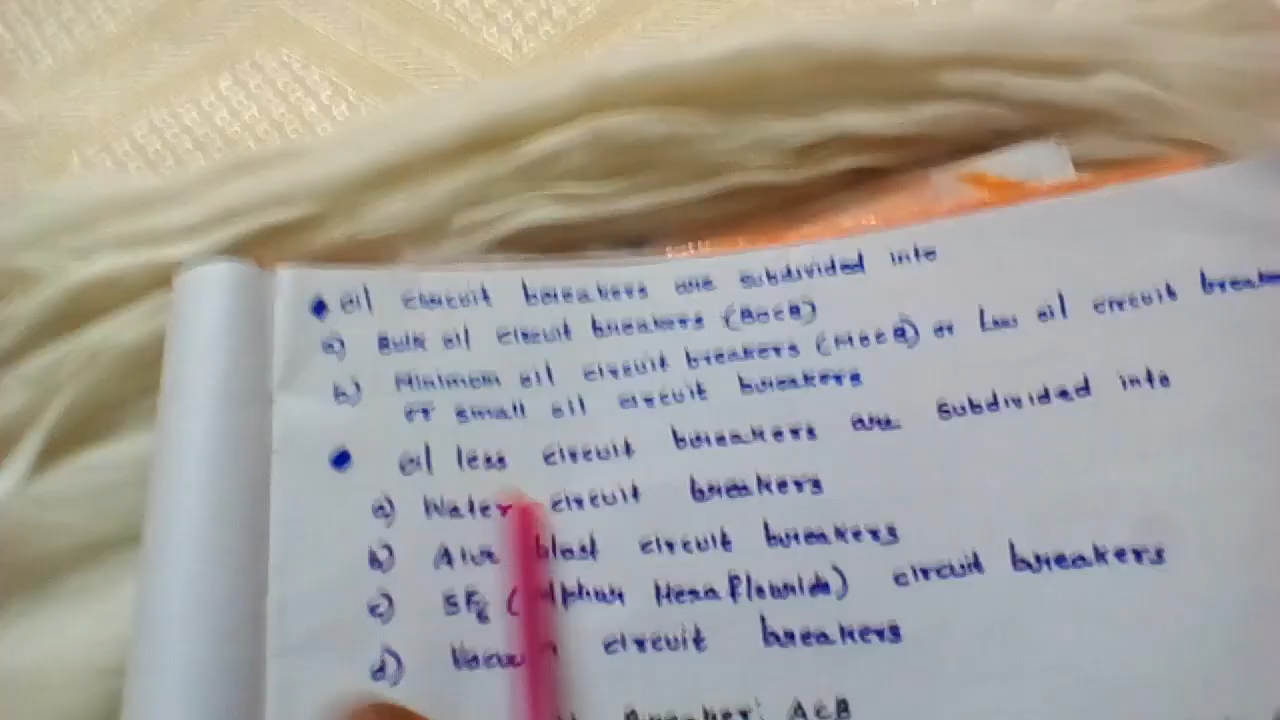 oil circuit breakers are subdivided into
a) Bulk oil circuit breakers (BOCB)
b) Minimum oil circuit breakers (MOCB) or Low oil circuit
or small oil circuit breakers
oil less circuit breakers are subdivided into
a) Water circuit breakers
b) Air blast circuit breakers
c) SF6 ( Hexa flouride) circuit breakers
d) circuit breakers
Breaker: ACB